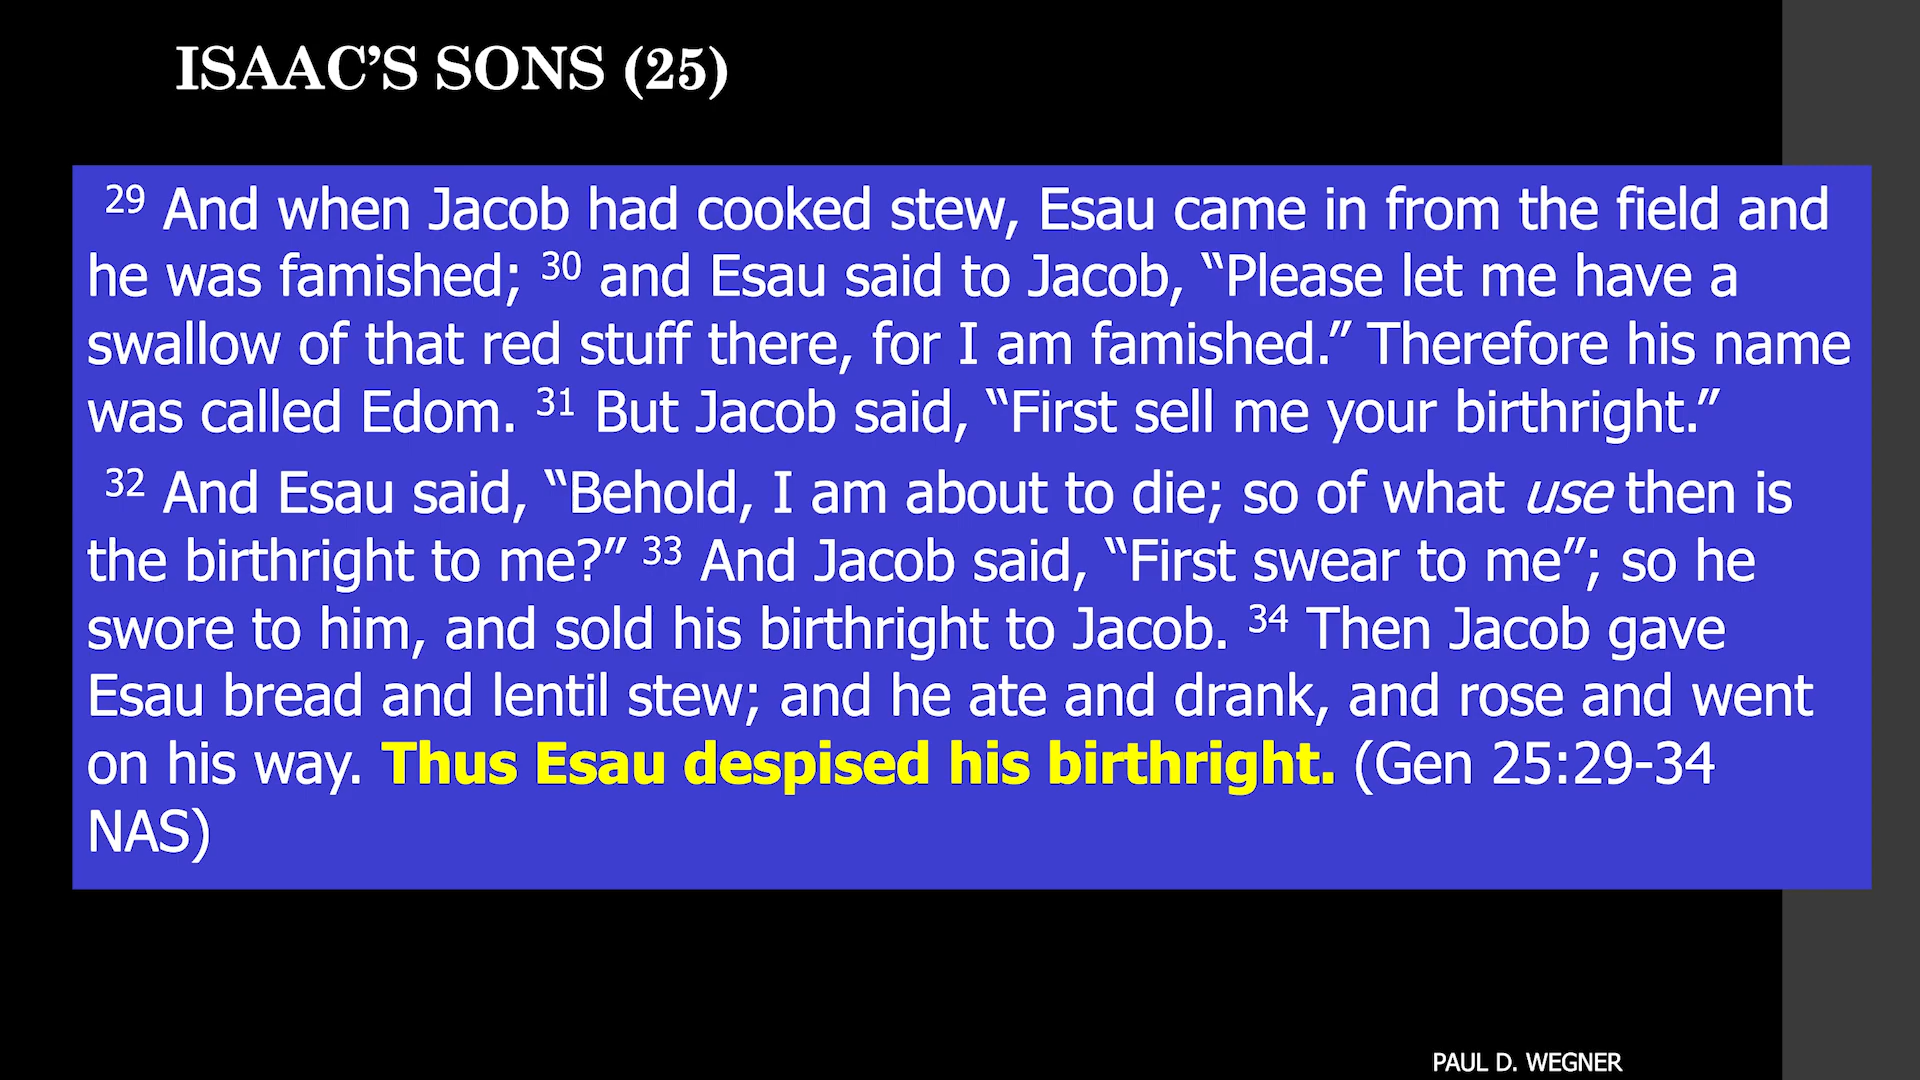 ISAAC’S SONS (25)
29 And when Jacob had cooked stew, Esau came in from the field and
he was famished; 30 and Esau said to Jacob, “Please let me have a
swallow of that red stuff there, for I am famished.” Therefore his name
was called Edom. 31 But Jacob said, “First sell me your birthright.”
32 And Esau said, “Behold, I am about to die; so of what use then is
the birthright to me?” 33 And Jacob said, “First swear to me”; so he
swore to him, and sold his birthright to Jacob. 34 Then Jacob gave
Esau bread and lentil stew; and he ate and drank, and rose and went
on his way. Thus Esau despised his birthright. (Gen 25:29-34
NAS)
PAUL D. WEGNER